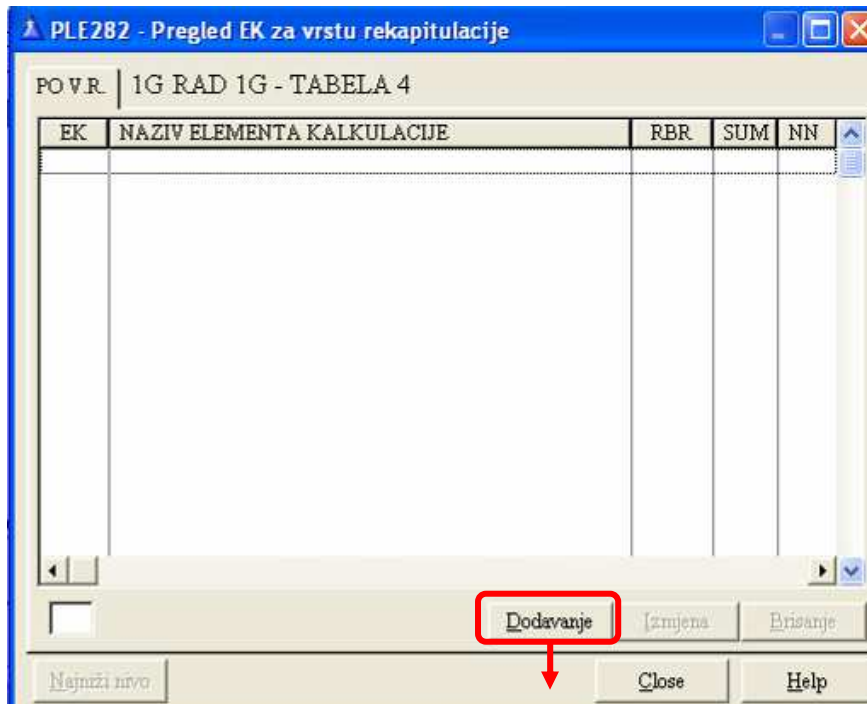 PLE282 - Pregled EK za vrstu rekapitulacije
PO V.R. 1G RAD 1G - TABELA 4
EK NAZIV ELEMENTA KALKULACIJE RBR SUM NN
Dodavanje Izmjena Brisanje
Najniži nivo Close Help